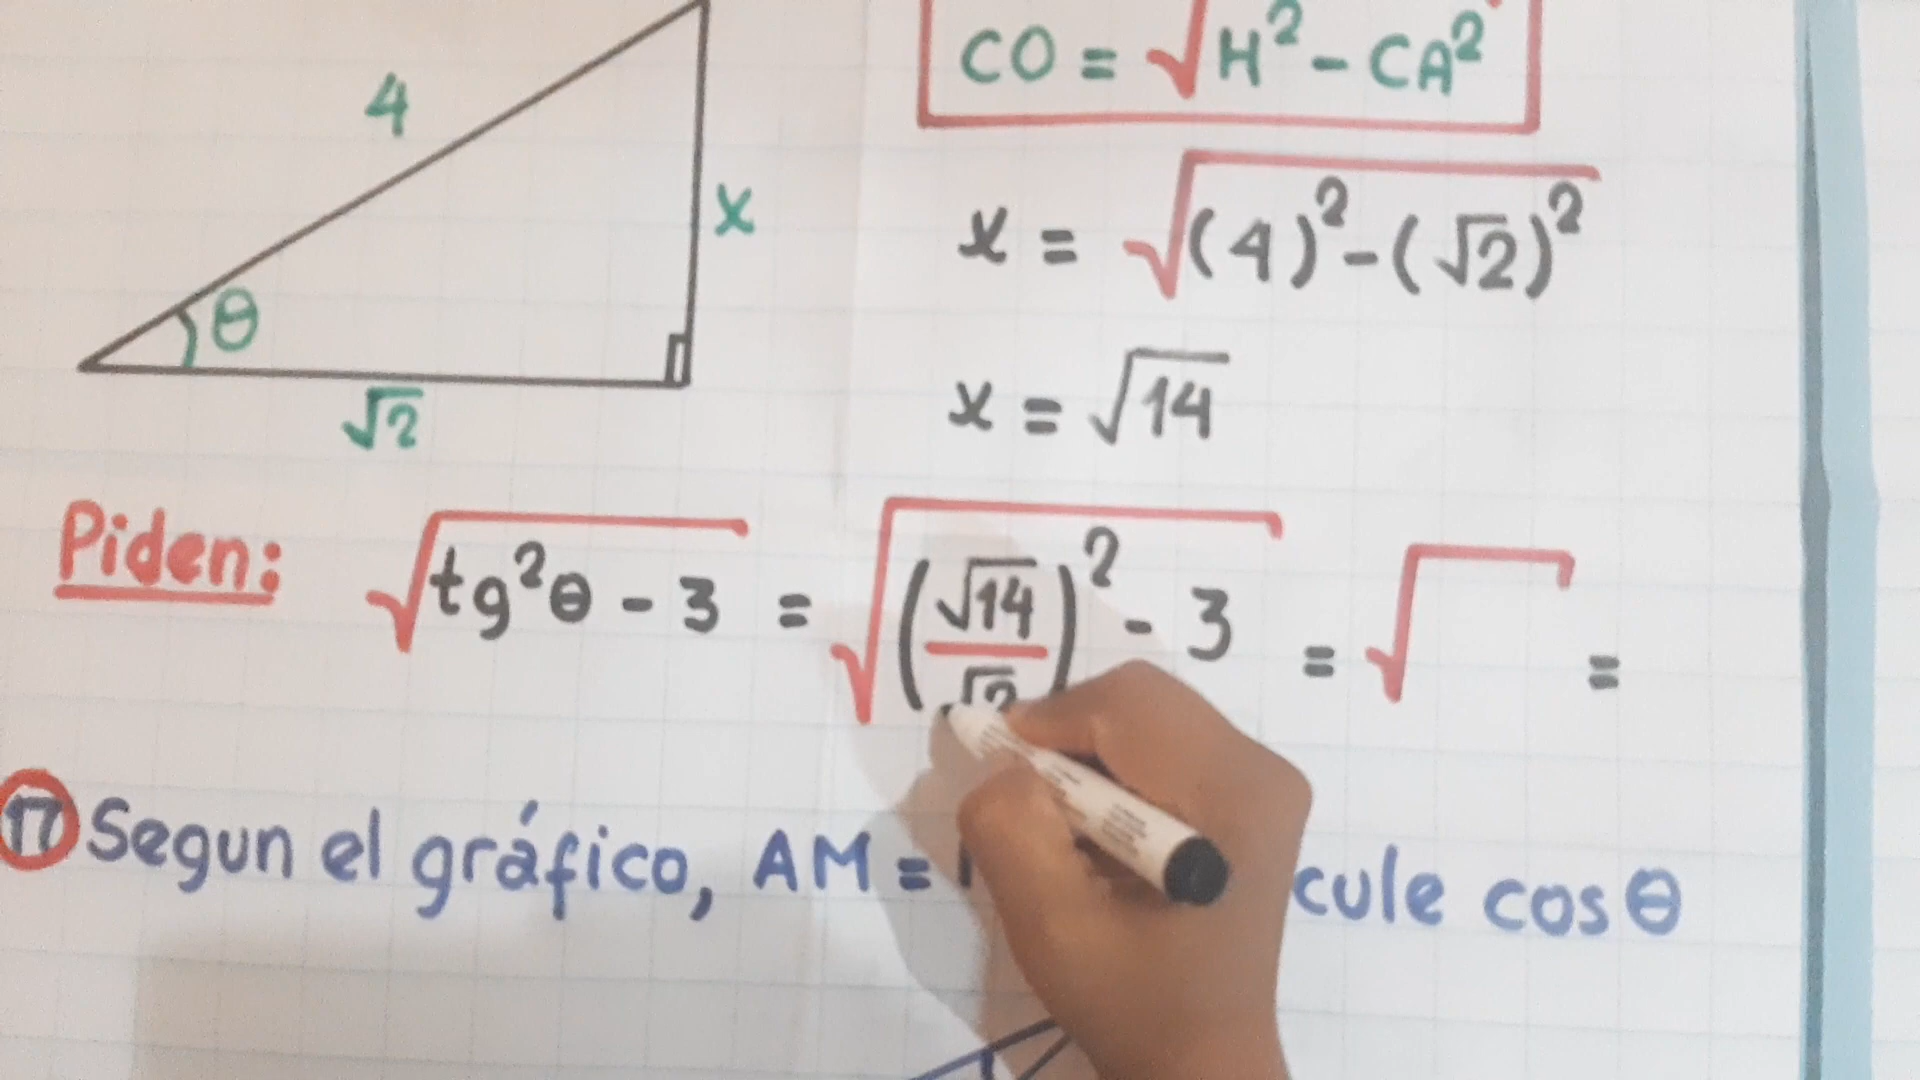 4
CO = √H² - CA²
x
x = √(4)² - (√2)²
θ
x = √14
√2
Piden: √tg²θ - 3 = √(√14/√2)² - 3 = √ =
17 Segun el gráfico, AM = cule cos θ